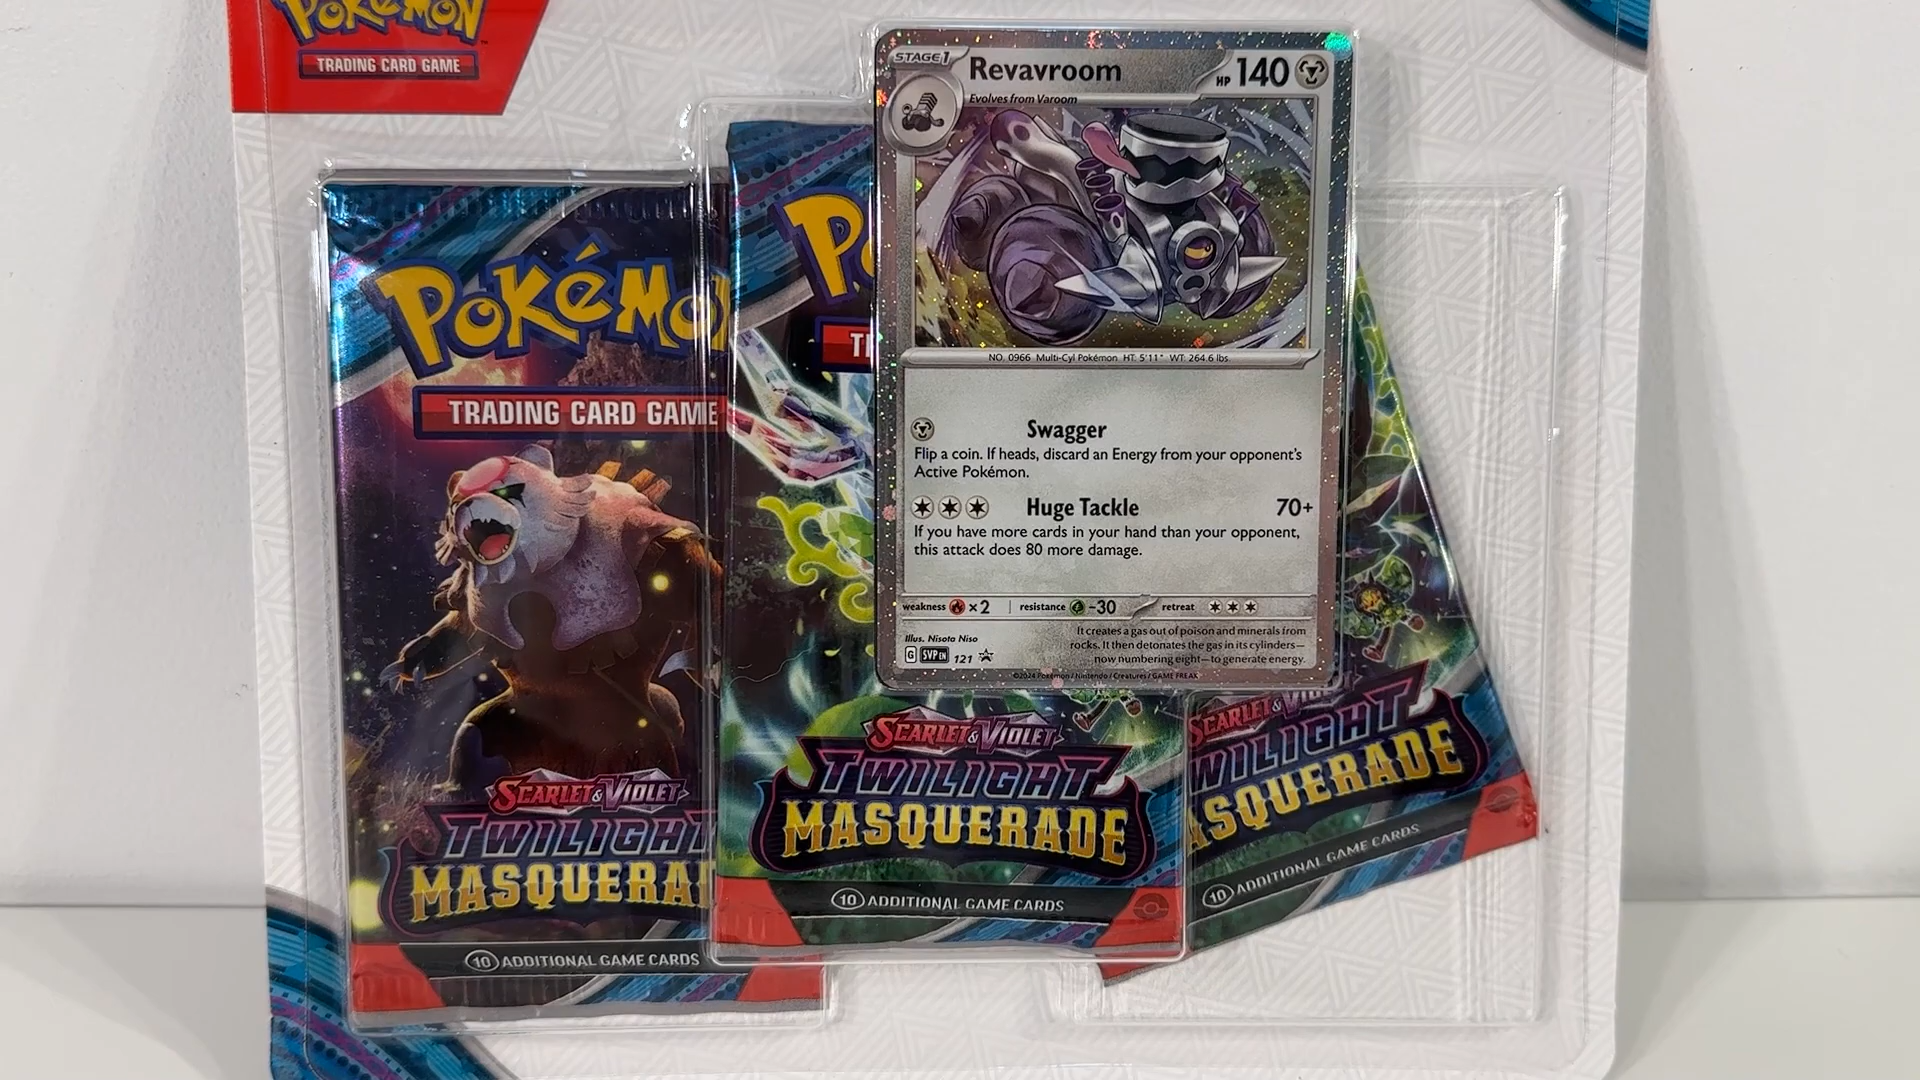 POKéMON
TRADING CARD GAME
STAGE1
Revavroom
HP 140
Evolves from Varoom
NO. 0966 Multi-Cyl Pokémon HT: 5'11" WT: 264.6 lbs.
Swagger
Flip a coin. If heads, discard an Energy from your opponent's
Active Pokémon.
Huge Tackle 70+
If you have more cards in your hand than your opponent,
this attack does 80 more damage.
weakness ×2 resistance -30 retreat
Illus. Nisota Niso
G SVP EN 121
It creates a gas out of poison and minerals from
rocks. It then detonates the gas in its cylinders—
now numbering eight—to generate energy.
©2024 Pokémon / Nintendo / Creatures / GAME FREAK
POKéMO
TRADING CARD GAME
SCARLET & VIOLET
TWILIGHT
MASQUERA
10 ADDITIONAL GAME CARDS
PO
T
SCARLET & VIOLET
TWILIGHT
MASQUERADE
10 ADDITIONAL GAME CARDS
SCARLET & VI
WILIGHT
ASQUERADE
10 ADDITIONAL GAME CARDS